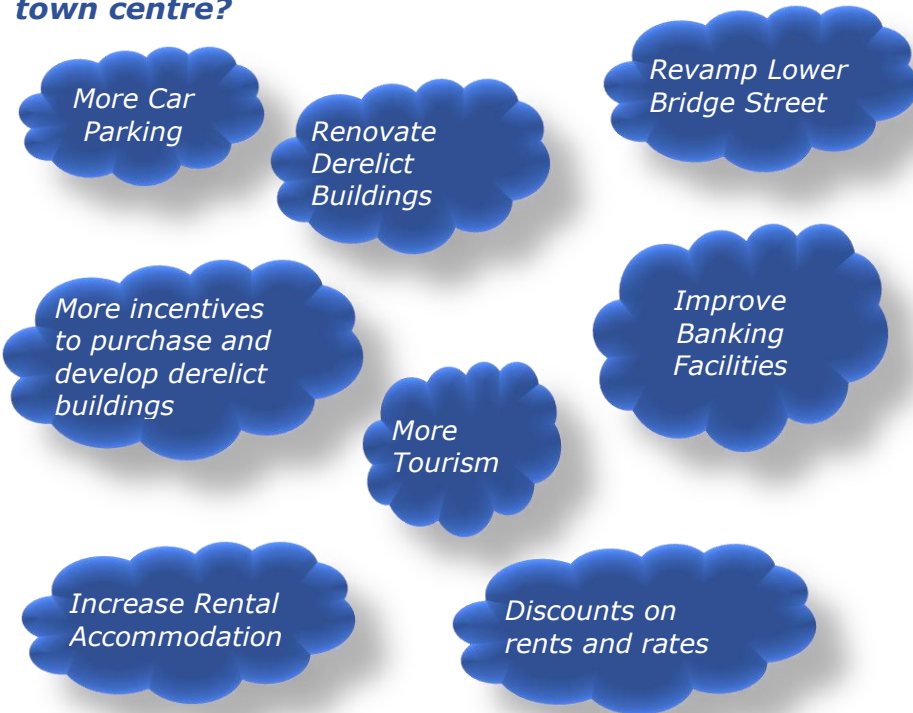 town centre?
More Car
Parking
Renovate
Derelict
Buildings
Revamp Lower
Bridge Street
More incentives
to purchase and
develop derelict
buildings
More
Tourism
Improve
Banking
Facilities
Increase Rental
Accommodation
Discounts on
rents and rates